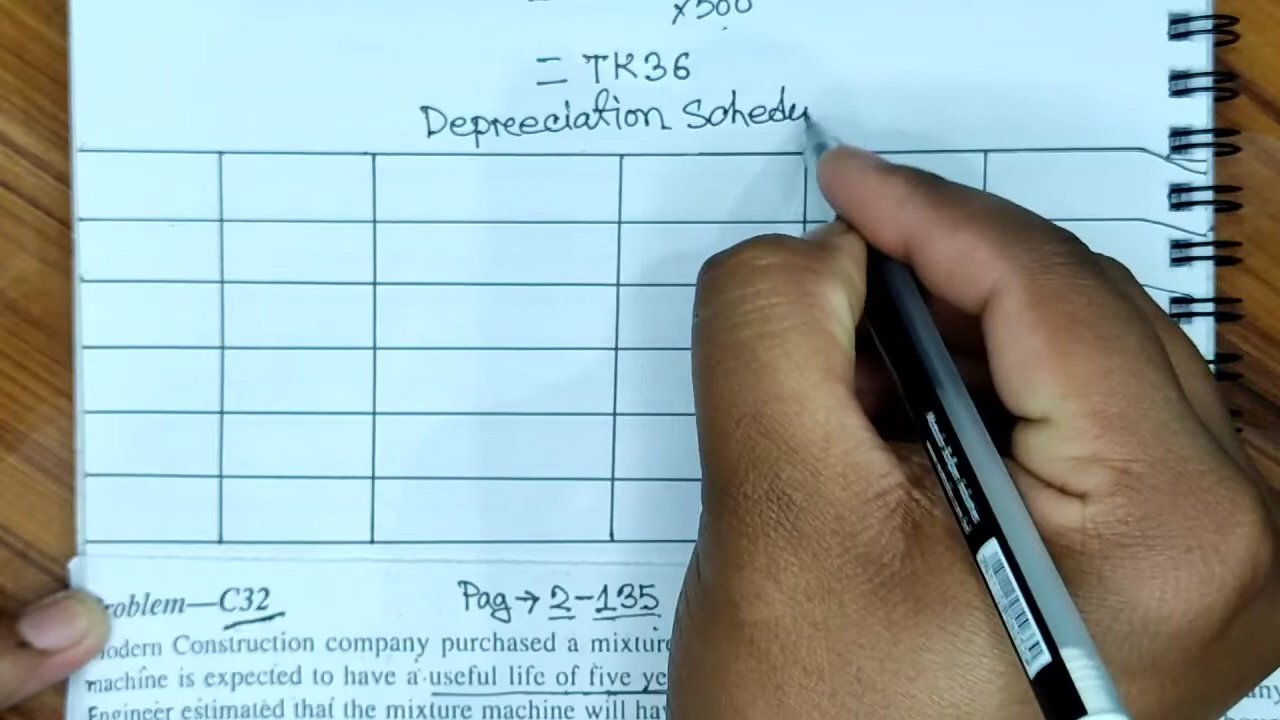 ×500
= TK36
Depreeciation Schedu
Problem—C32 Pag→2-135
Modern Construction company purchased a mixture
machine is expected to have a useful life of five ye
Engineer estimated that the mixture machine will hav